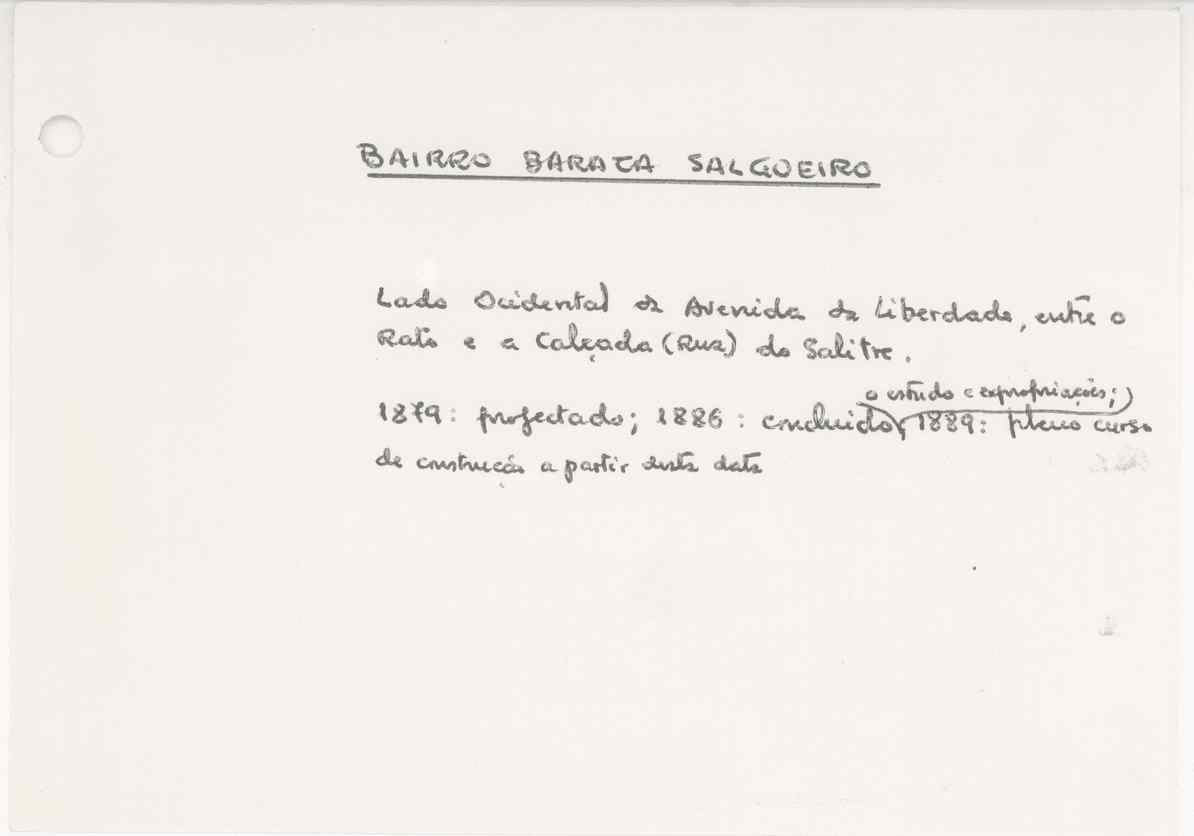 BAIRRO BARATA SALGUEIRO
Lado Ocidental da Avenida da Liberdade, entre o
Rato e a Calçada (Rua) do Salitre.
o estudo e expropriações;
1879: projectado; 1886: concluido, 1889: pleno curso
de construção a partir desta data